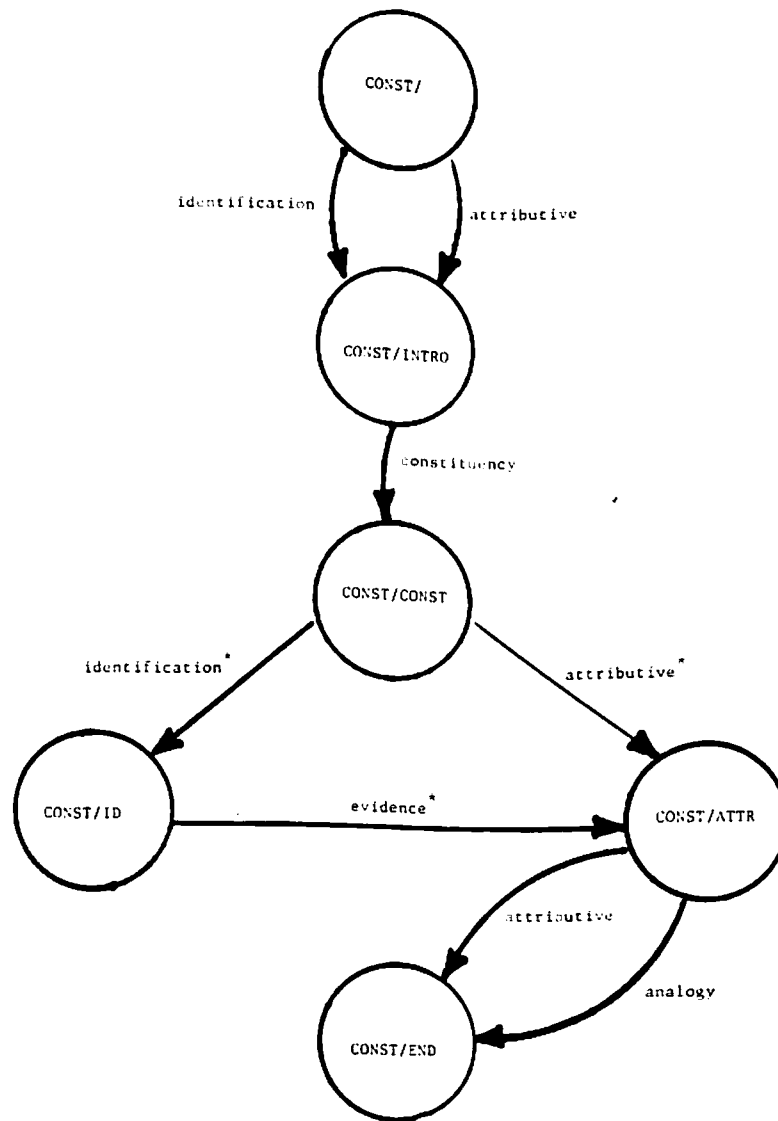 CONST/
identification
attributive
CONST/INTRO
constituency
CONST/CONST
identification*
attributive*
CONST/ID
evidence*
CONST/ATTR
attributive
analogy
CONST/END